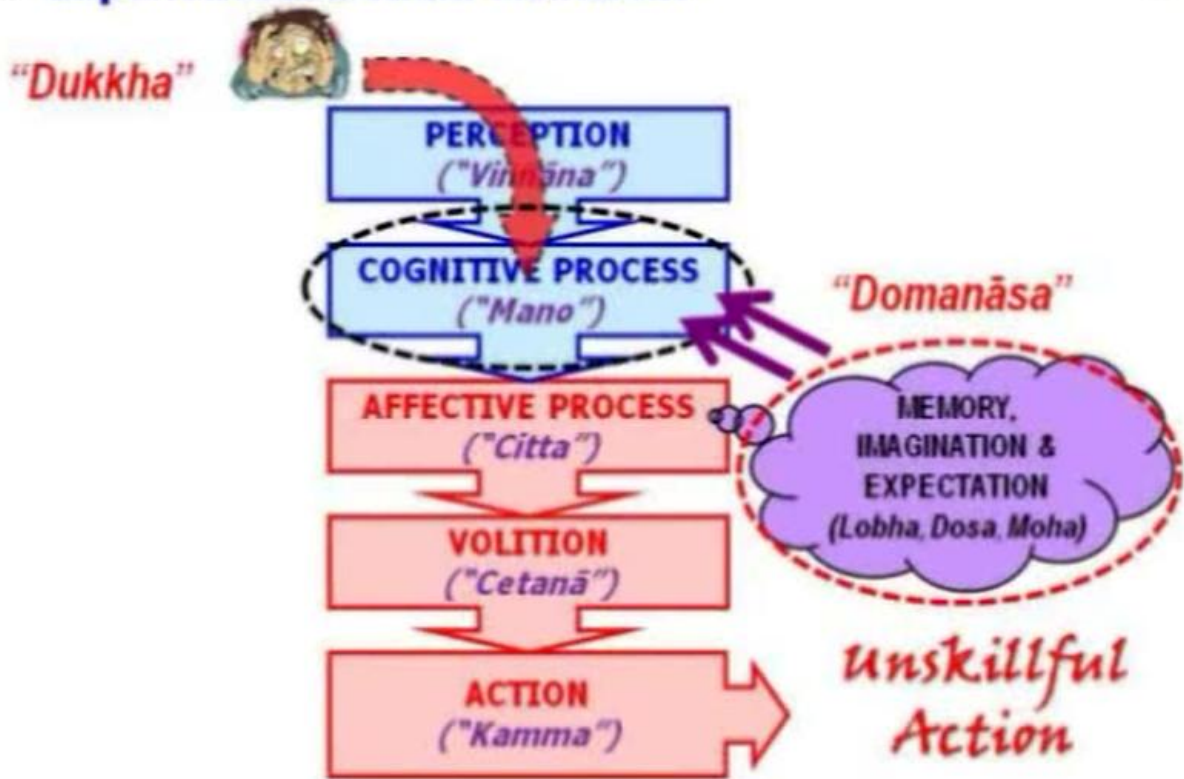 “Dukkha”
PERCEPTION
("Vinnāna")
COGNITIVE PROCESS
("Mano")
“Domanāsa”
AFFECTIVE PROCESS
("Citta")
MEMORY,
IMAGINATION &
EXPECTATION
(Lobha, Dosa, Moha)
VOLITION
("Cetanā")
ACTION
("Kamma")
Unskillful
Action